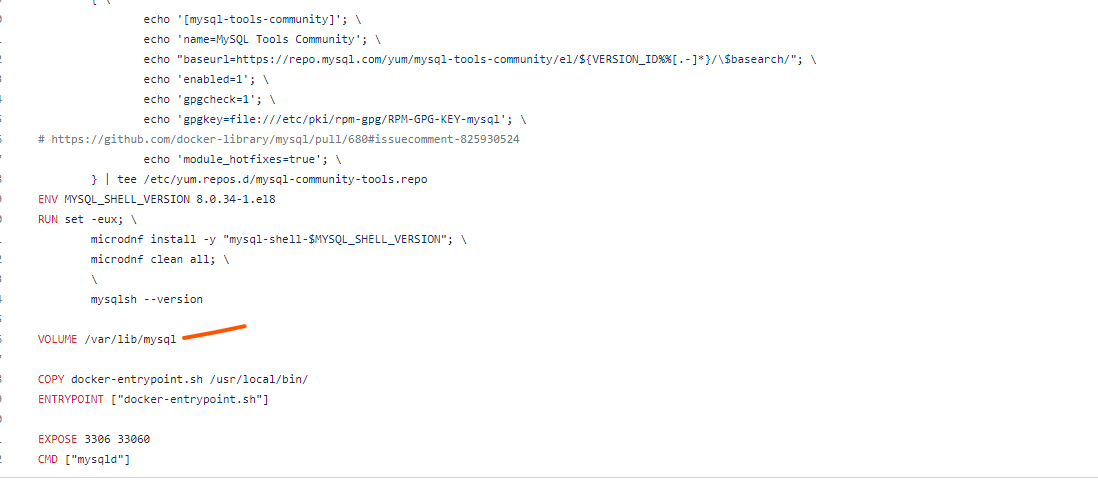 { \
echo '[mysql-tools-community]'; \
echo 'name=MySQL Tools Community'; \
echo "baseurl=https://repo.mysql.com/yum/mysql-tools-community/el/${VERSION_ID%%[.-]*}/\$basearch/"; \
echo 'enabled=1'; \
echo 'gpgcheck=1'; \
echo 'gpgkey=file:///etc/pki/rpm-gpg/RPM-GPG-KEY-mysql'; \
# https://github.com/docker-library/mysql/pull/680#issuecomment-825930524
echo 'module_hotfixes=true'; \
} | tee /etc/yum.repos.d/mysql-community-tools.repo
ENV MYSQL_SHELL_VERSION 8.0.34-1.el8
RUN set -eux; \
microdnf install -y "mysql-shell-$MYSQL_SHELL_VERSION"; \
microdnf clean all; \
\
mysqlsh --version
VOLUME /var/lib/mysql
COPY docker-entrypoint.sh /usr/local/bin/
ENTRYPOINT ["docker-entrypoint.sh"]
EXPOSE 3306 33060
CMD ["mysqld"]